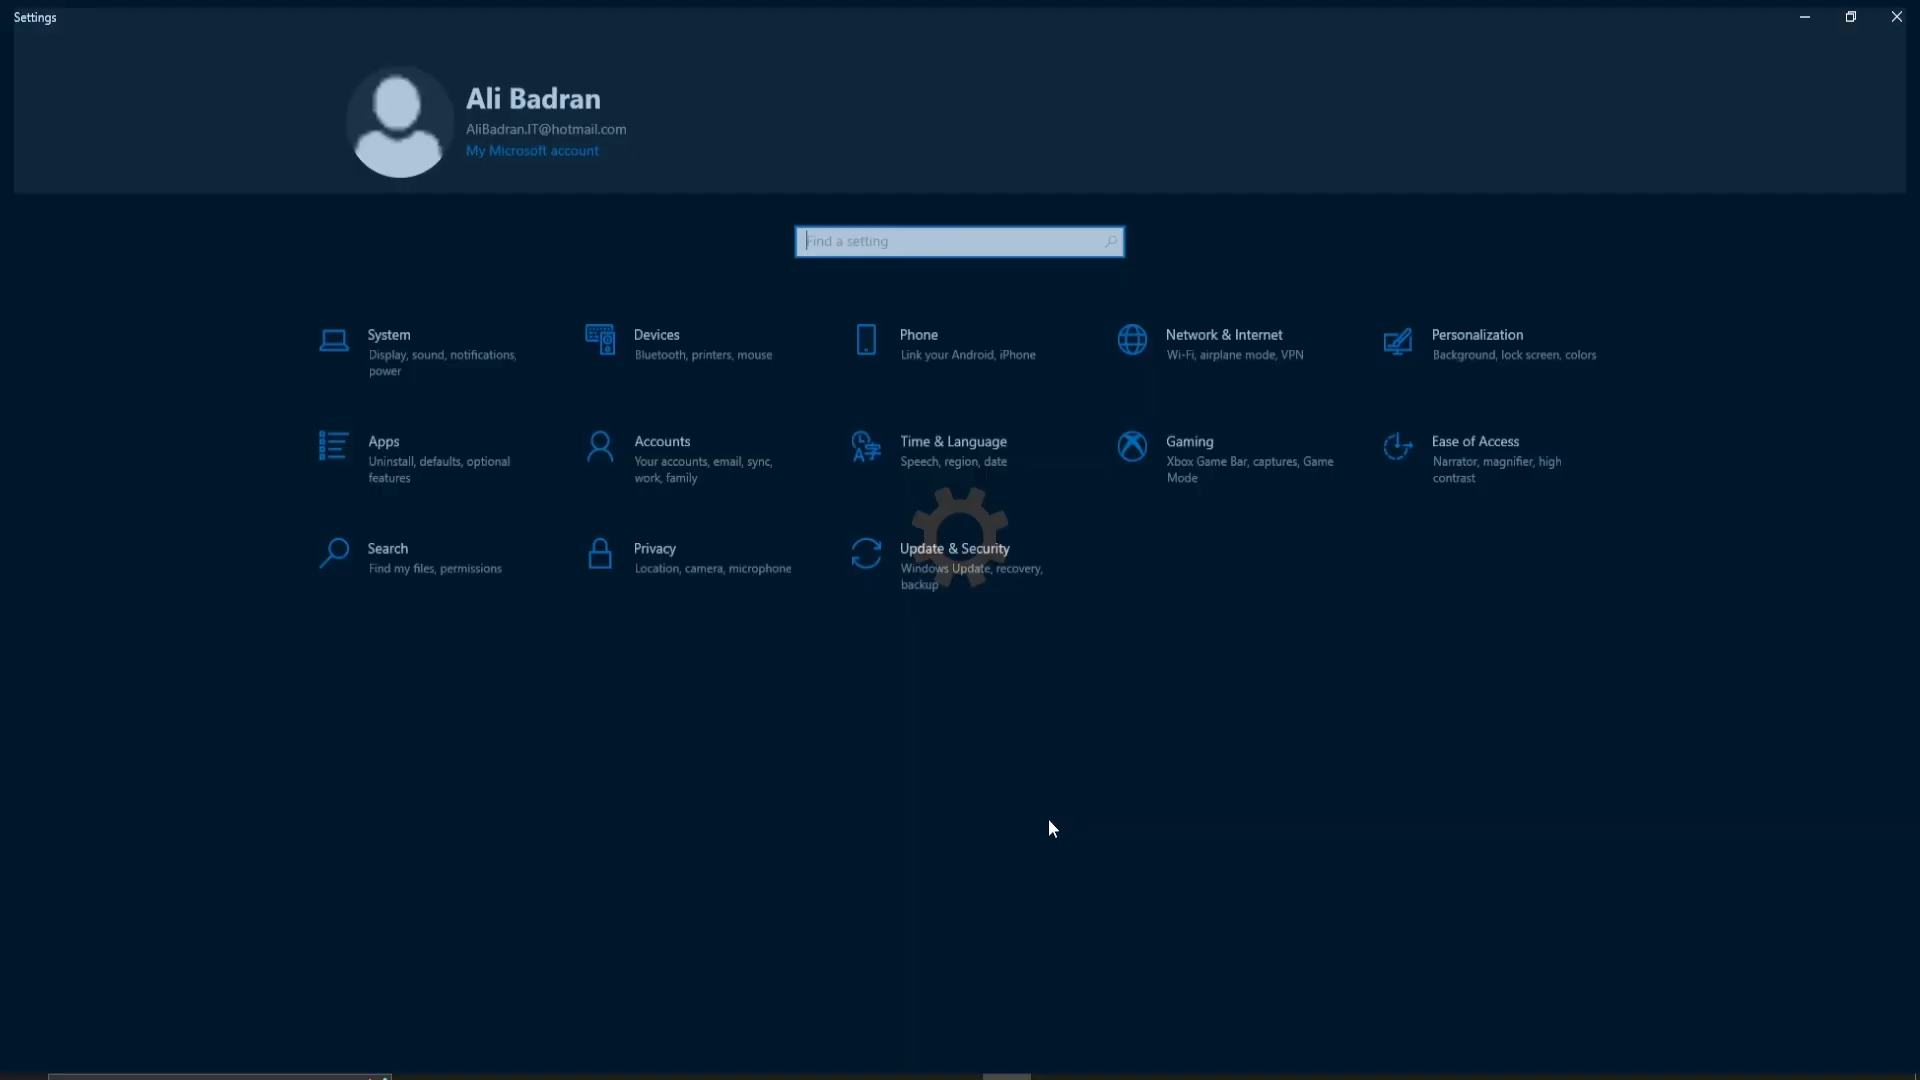 Settings
Ali Badran
AliBadran.IT@hotmail.com
My Microsoft account
Find a setting
System
Display, sound, notifications,
power
Devices
Bluetooth, printers, mouse
Phone
Link your Android, iPhone
Network & Internet
Wi-Fi, airplane mode, VPN
Personalization
Background, lock screen, colors
Apps
Uninstall, defaults, optional
features
Accounts
Your accounts, email, sync,
work, family
Time & Language
Speech, region, date
Gaming
Xbox Game Bar, captures, Game
Mode
Ease of Access
Narrator, magnifier, high
contrast
Search
Find my files, permissions
Privacy
Location, camera, microphone
Update & Security
Windows Update, recovery,
backup